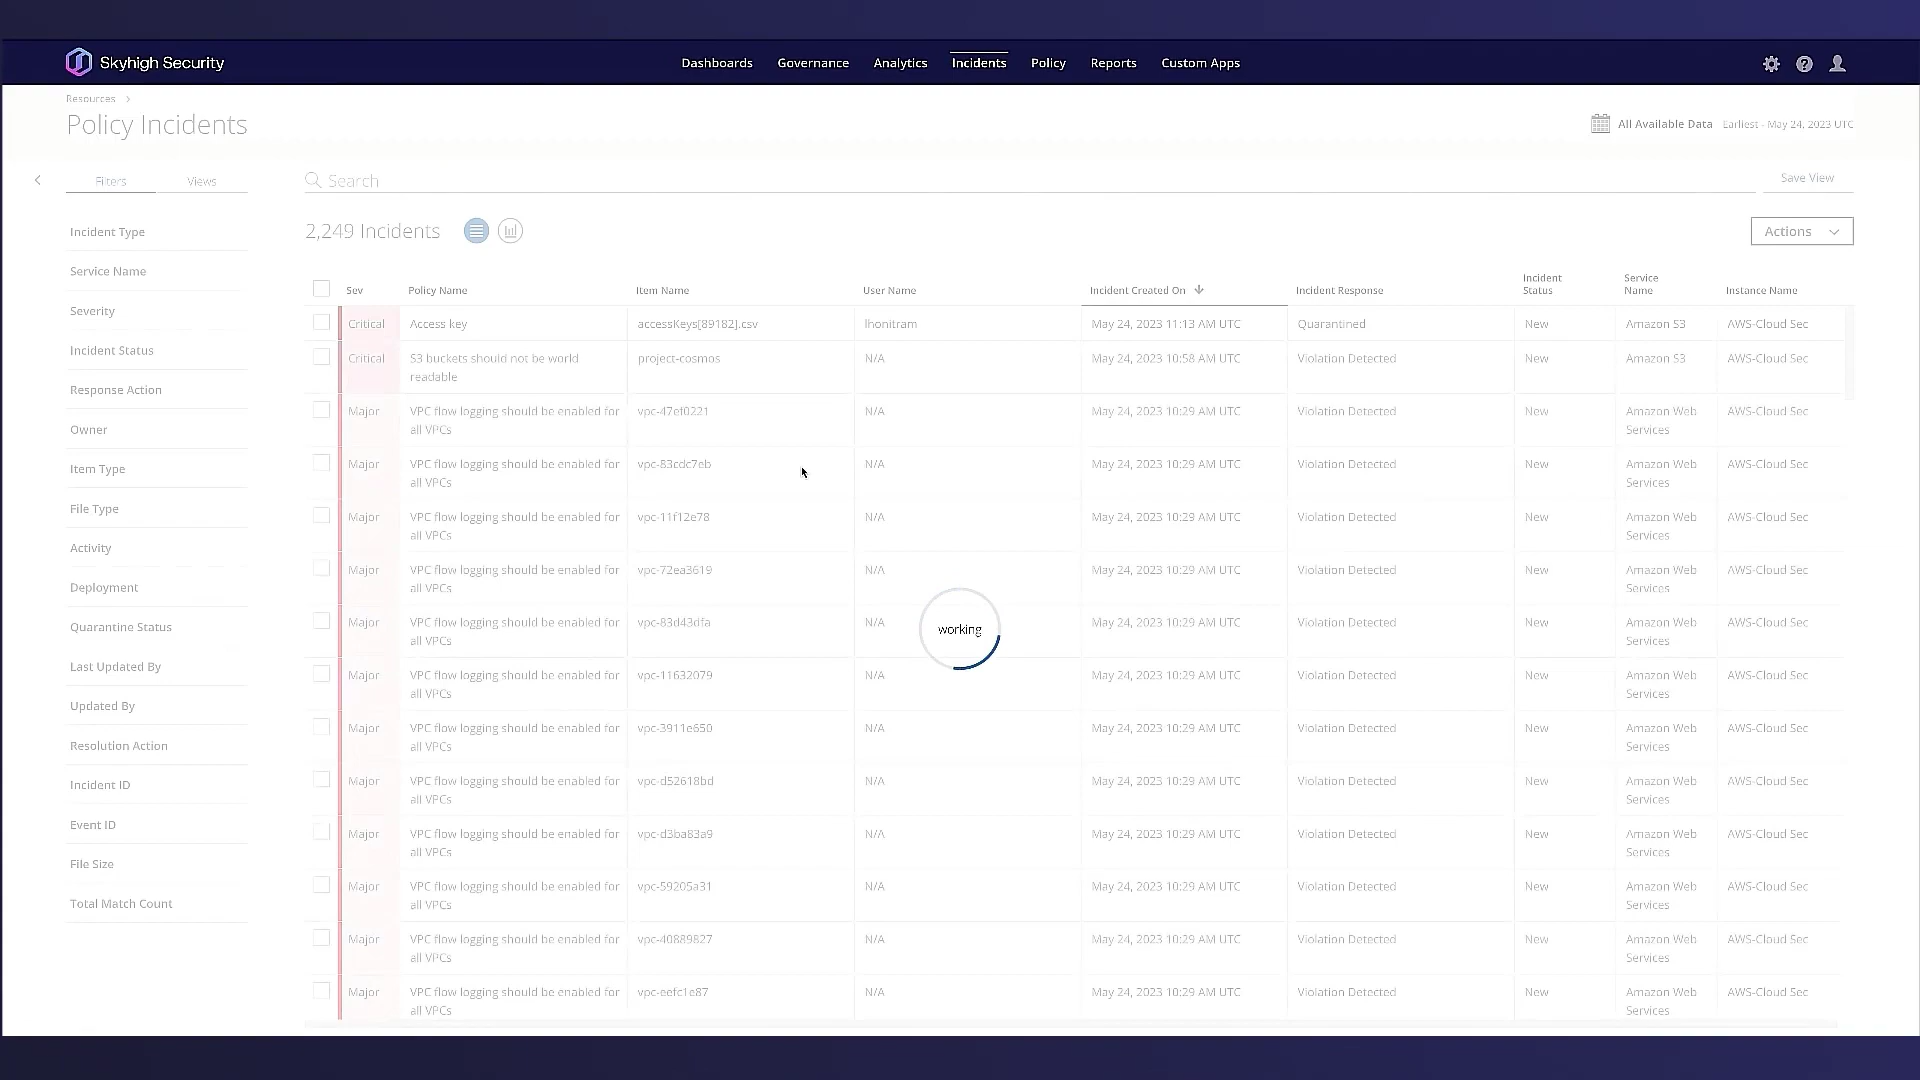 Skyhigh Security
Dashboards Governance Analytics Incidents Policy Reports Custom Apps
Resources
Policy Incidents
All Available Data Earliest - May 24, 2023 UTC
Filters Views
Search
Save View
2,249 Incidents
Actions
Incident Type
Service Name
Severity
Incident Status
Response Action
Owner
Item Type
File Type
Activity
Deployment
Quarantine Status
Last Updated By
Updated By
Resolution Action
Incident ID
Event ID
File Size
Total Match Count
Sev Policy Name Item Name User Name Incident Created On Incident Response Incident Status Service Name Instance Name
Critical Access key accessKeys[89182].csv lhonitram May 24, 2023 11:13 AM UTC Quarantined New Amazon S3 AWS-Cloud Sec
Critical S3 buckets should not be world readable project-cosmos N/A May 24, 2023 10:58 AM UTC Violation Detected New Amazon S3 AWS-Cloud Sec
Major VPC flow logging should be enabled for all VPCs vpc-47ef0221 N/A May 24, 2023 10:29 AM UTC Violation Detected New Amazon Web Services AWS-Cloud Sec
Major VPC flow logging should be enabled for all VPCs vpc-83cdc7eb N/A May 24, 2023 10:29 AM UTC Violation Detected New Amazon Web Services AWS-Cloud Sec
Major VPC flow logging should be enabled for all VPCs vpc-11f12e78 N/A May 24, 2023 10:29 AM UTC Violation Detected New Amazon Web Services AWS-Cloud Sec
Major VPC flow logging should be enabled for all VPCs vpc-72ea3619 N/A May 24, 2023 10:29 AM UTC Violation Detected New Amazon Web Services AWS-Cloud Sec
Major VPC flow logging should be enabled for all VPCs vpc-83d43dfa N/A May 24, 2023 10:29 AM UTC Violation Detected New Amazon Web Services AWS-Cloud Sec
working
Major VPC flow logging should be enabled for all VPCs vpc-11632079 N/A May 24, 2023 10:29 AM UTC Violation Detected New Amazon Web Services AWS-Cloud Sec
Major VPC flow logging should be enabled for all VPCs vpc-3911e650 N/A May 24, 2023 10:29 AM UTC Violation Detected New Amazon Web Services AWS-Cloud Sec
Major VPC flow logging should be enabled for all VPCs vpc-d52618bd N/A May 24, 2023 10:29 AM UTC Violation Detected New Amazon Web Services AWS-Cloud Sec
Major VPC flow logging should be enabled for all VPCs vpc-d3ba83a9 N/A May 24, 2023 10:29 AM UTC Violation Detected New Amazon Web Services AWS-Cloud Sec
Major VPC flow logging should be enabled for all VPCs vpc-59205a31 N/A May 24, 2023 10:29 AM UTC Violation Detected New Amazon Web Services AWS-Cloud Sec
Major VPC flow logging should be enabled for all VPCs vpc-40889827 N/A May 24, 2023 10:29 AM UTC Violation Detected New Amazon Web Services AWS-Cloud Sec
Major VPC flow logging should be enabled for all VPCs vpc-eefc1e87 N/A May 24, 2023 10:29 AM UTC Violation Detected New Amazon Web Services AWS-Cloud Sec